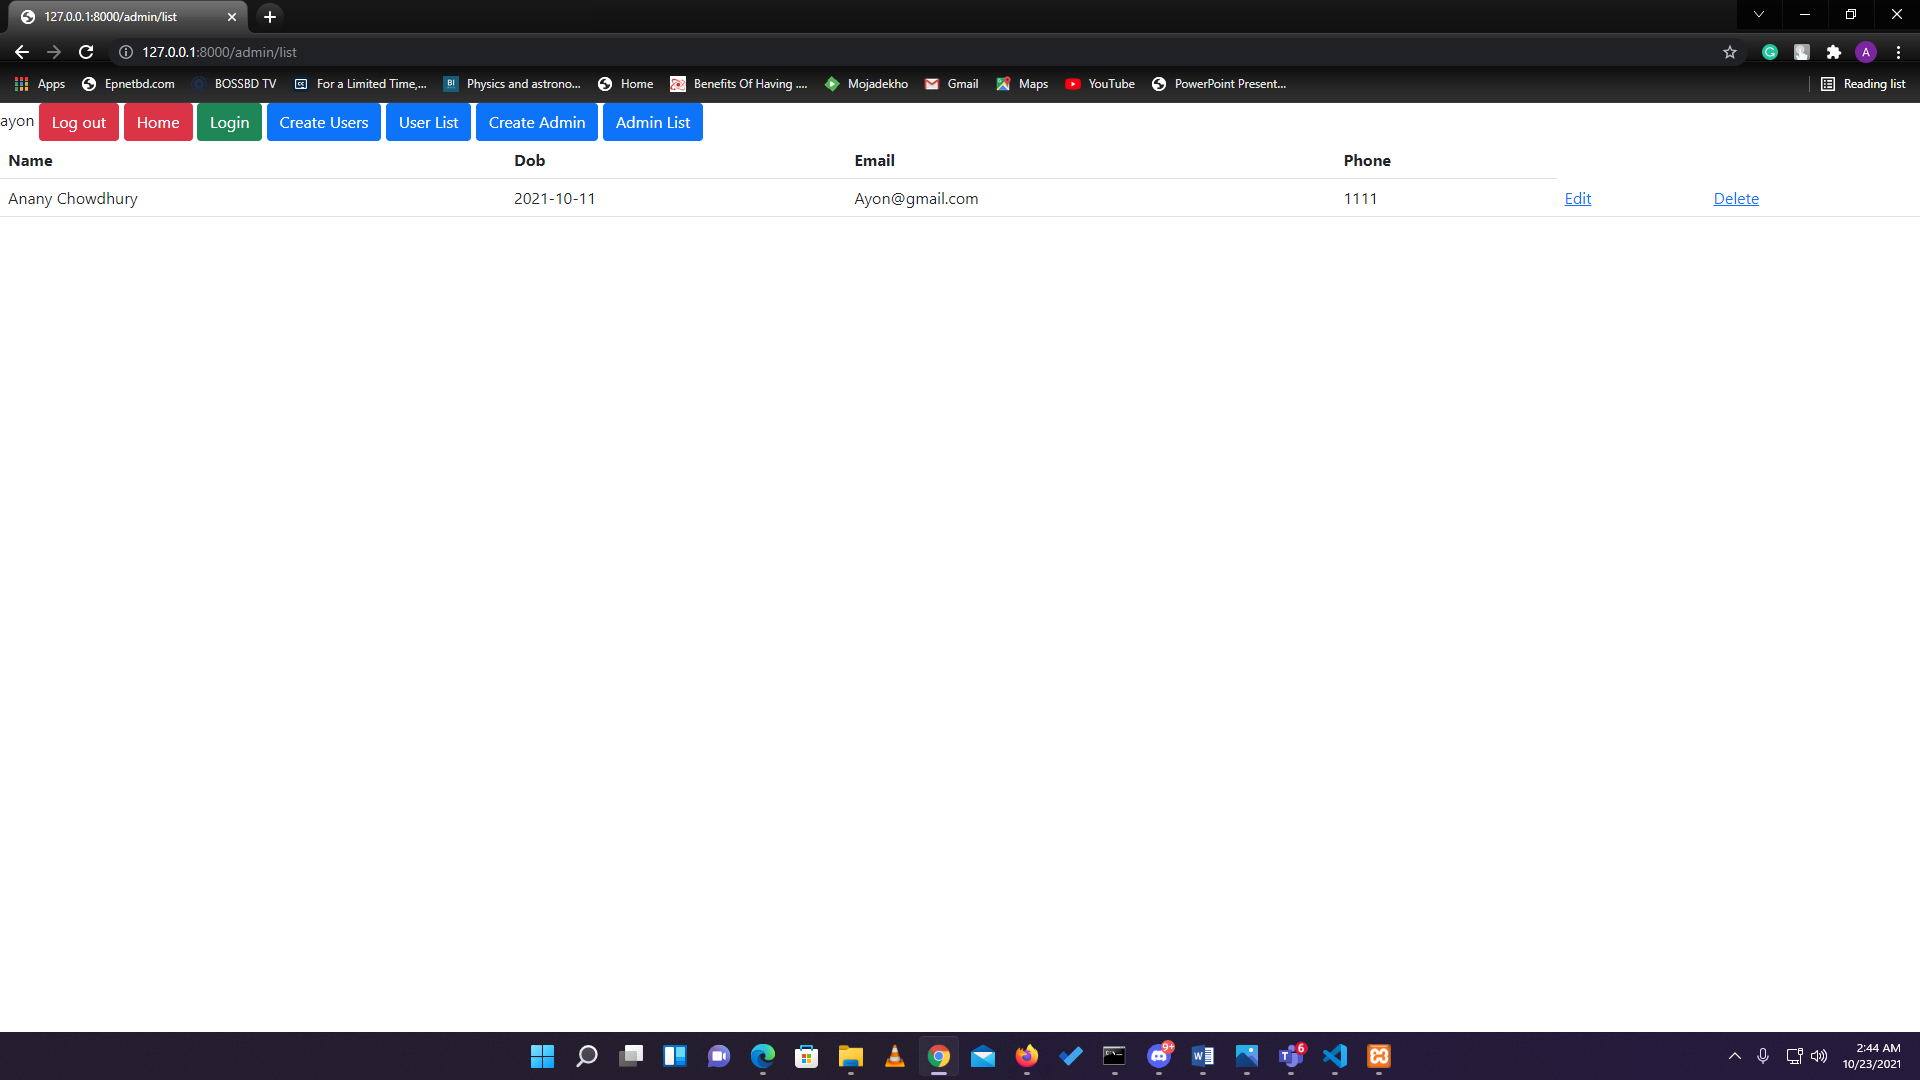 127.0.0.1:8000/admin/list
127.0.0.1:8000/admin/list
Apps Epnetbd.com BOSSBD TV For a Limited Time,... Physics and astrono... Home Benefits Of Having .... Mojadekho Gmail Maps YouTube PowerPoint Present... Reading list
ayon Log out Home Login Create Users User List Create Admin Admin List
Name Dob Email Phone
Anany Chowdhury 2021-10-11 Ayon@gmail.com 1111 Edit Delete
2:44 AM
10/23/2021